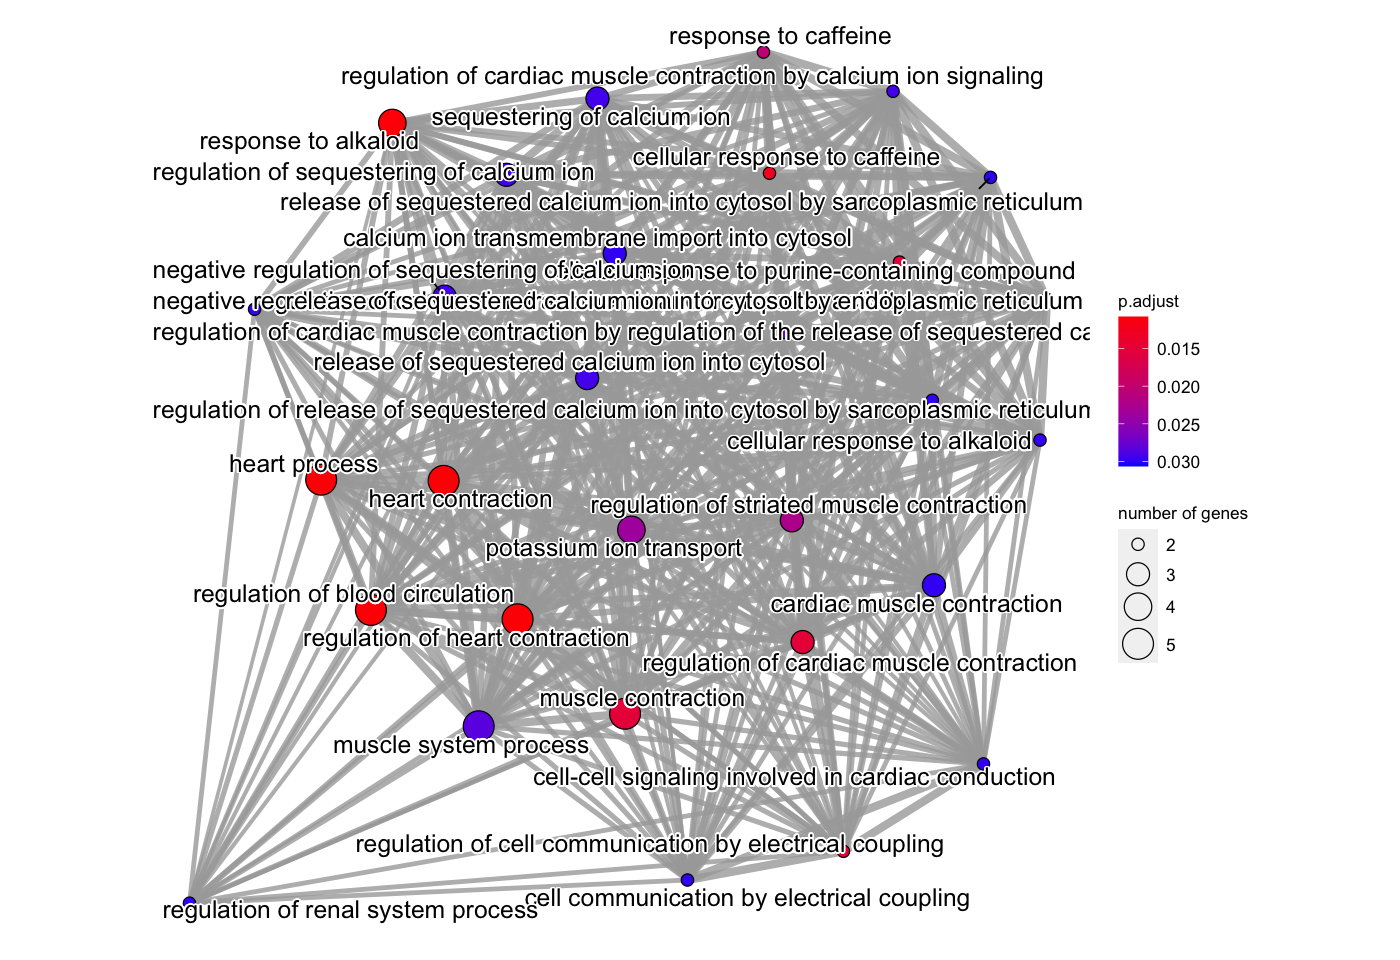 response to caffeine
regulation of cardiac muscle contraction by calcium ion signaling
sequestering of calcium ion
response to alkaloid
cellular response to caffeine
regulation of sequestering of calcium ion
release of sequestered calcium ion into cytosol by sarcoplasmic reticulum
calcium ion transmembrane import into cytosol
negative regulation of sequestering of calcium ion
to purine-containing compound
negative
release of sequestered calcium ion into cytosol by endoplasmic reticulum
regulation of cardiac muscle contraction by regulation of the release of sequestered ca
release of sequestered calcium ion into cytosol
regulation of release of sequestered calcium ion into cytosol by sarcoplasmic reticulum
cellular response to alkaloid
heart process
heart contraction
regulation of striated muscle contraction
potassium ion transport
regulation of blood circulation
cardiac muscle contraction
regulation of heart contraction
regulation of cardiac muscle contraction
muscle contraction
muscle system process
cell-cell signaling involved in cardiac conduction
regulation of cell communication by electrical coupling
cell communication by electrical coupling
regulation of renal system process
p.adjust
0.015
0.020
0.025
0.030
number of genes
2
3
4
5